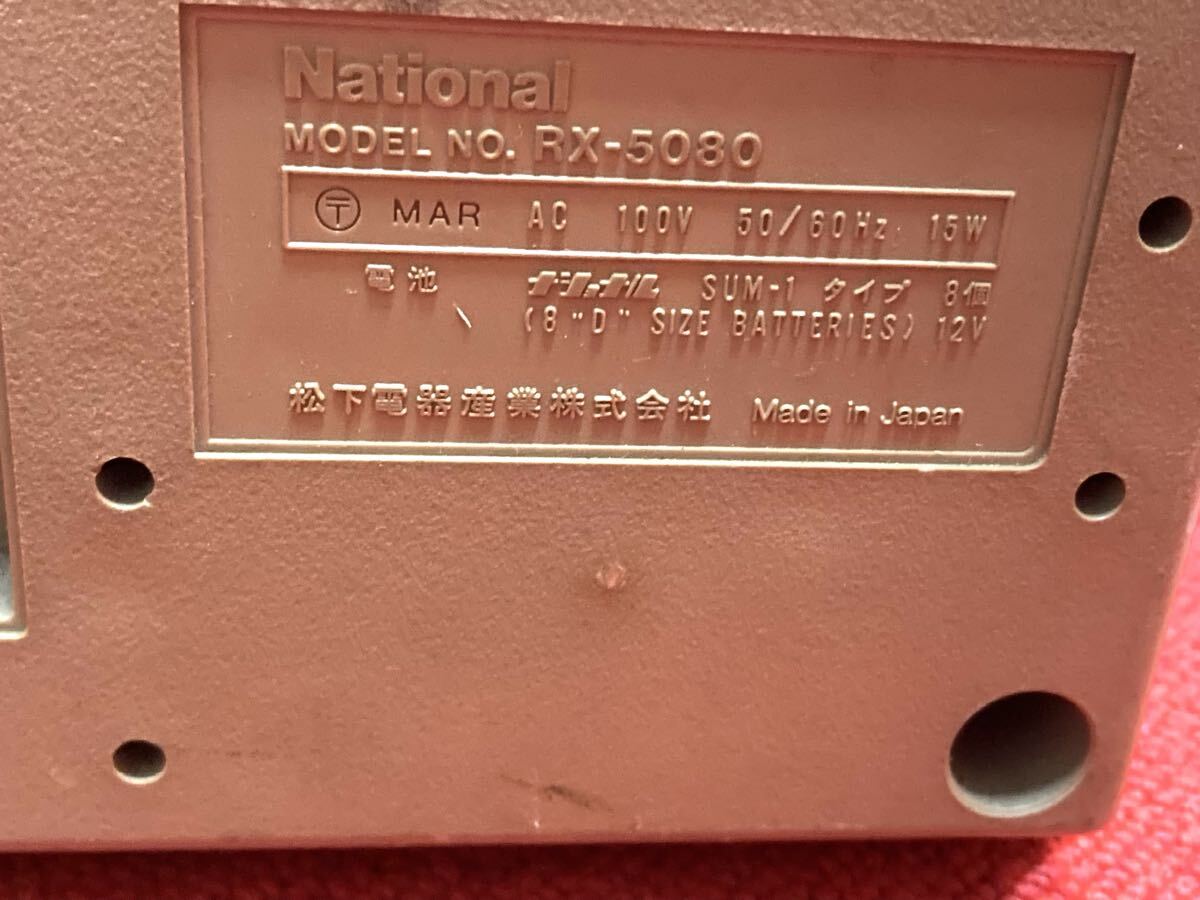 National
MODEL NO. RX-5080
〒 MAR AC 100V 50/60Hz 15W
電池 ナショナル SUM-1 タイプ 8個
(8 "D" SIZE BATTERIES) 12V
松下電器産業株式会社 Made in Japan